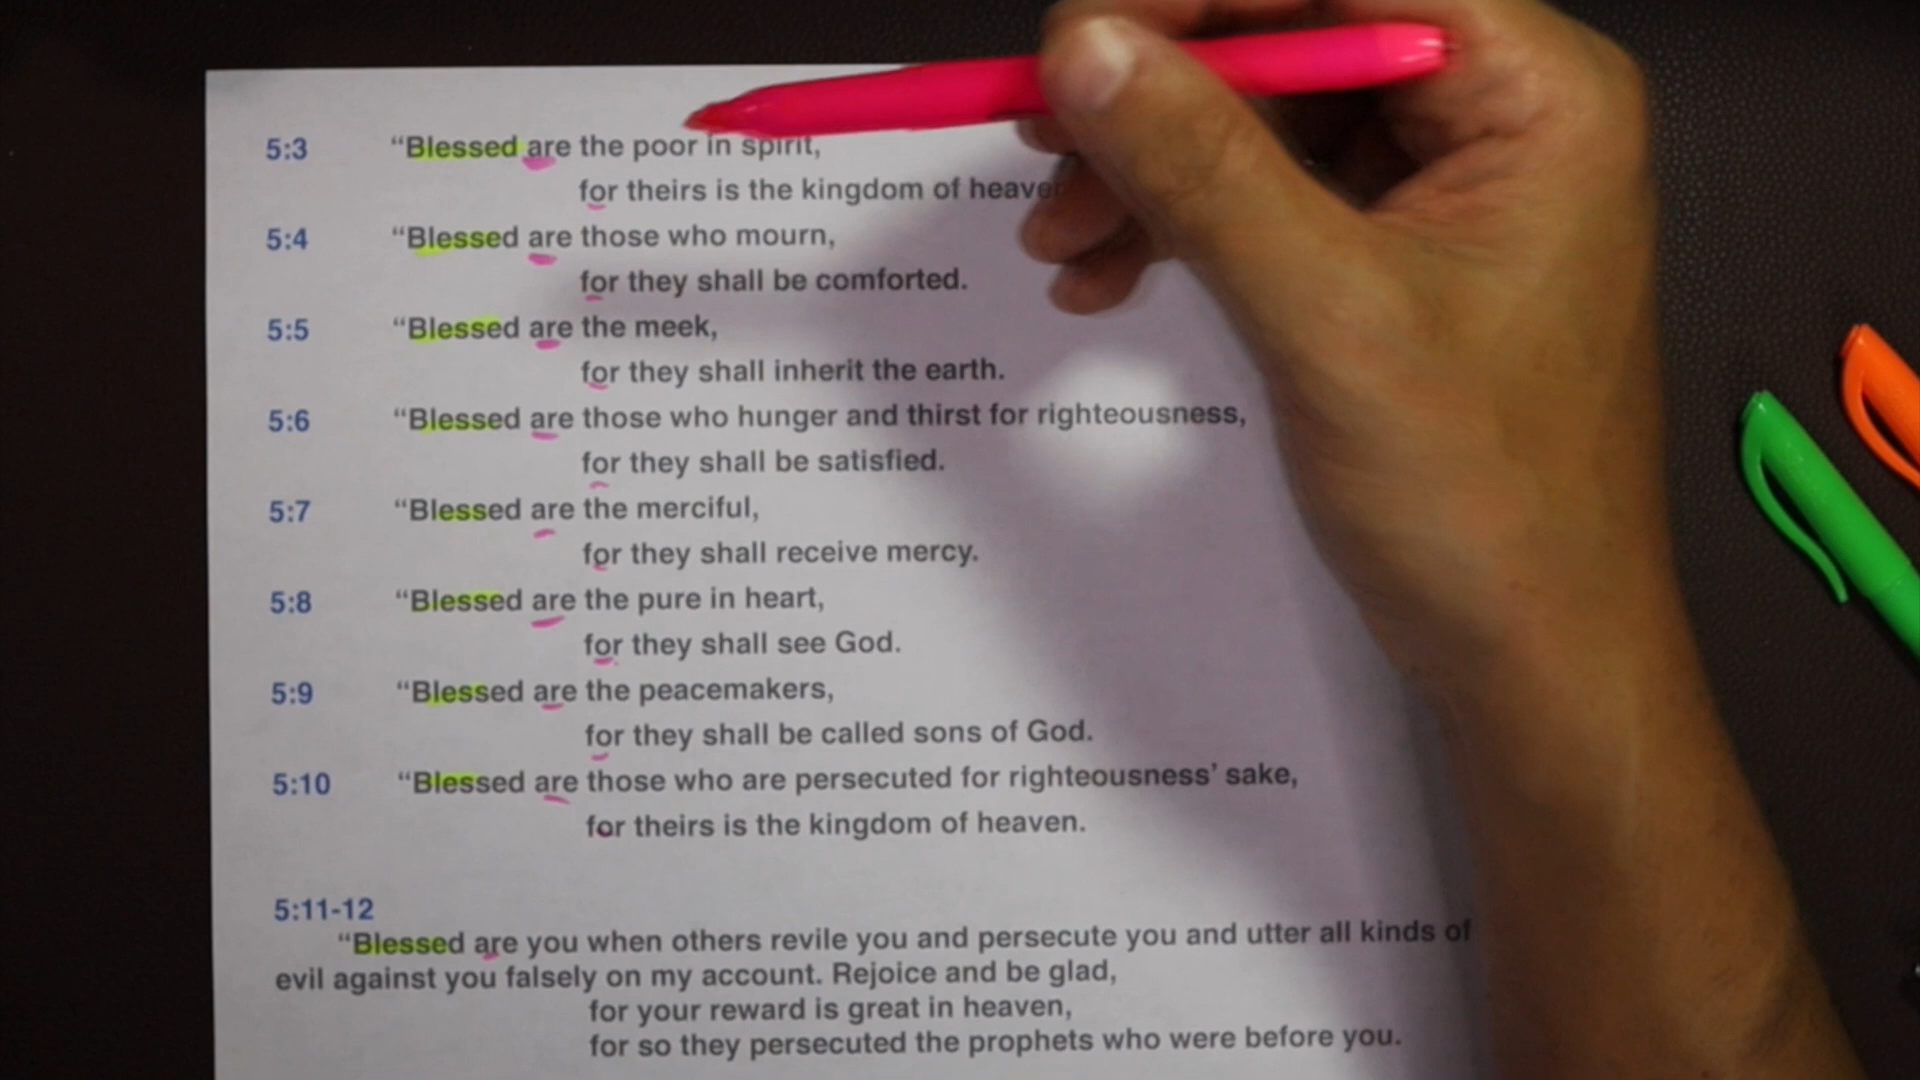 5:3 “Blessed are the poor in spirit,
for theirs is the kingdom of heaven
5:4 “Blessed are those who mourn,
for they shall be comforted.
5:5 “Blessed are the meek,
for they shall inherit the earth.
5:6 “Blessed are those who hunger and thirst for righteousness,
for they shall be satisfied.
5:7 “Blessed are the merciful,
for they shall receive mercy.
5:8 “Blessed are the pure in heart,
for they shall see God.
5:9 “Blessed are the peacemakers,
for they shall be called sons of God.
5:10 “Blessed are those who are persecuted for righteousness’ sake,
for theirs is the kingdom of heaven.
5:11-12
“Blessed are you when others revile you and persecute you and utter all kinds of
evil against you falsely on my account. Rejoice and be glad,
for your reward is great in heaven,
for so they persecuted the prophets who were before you.